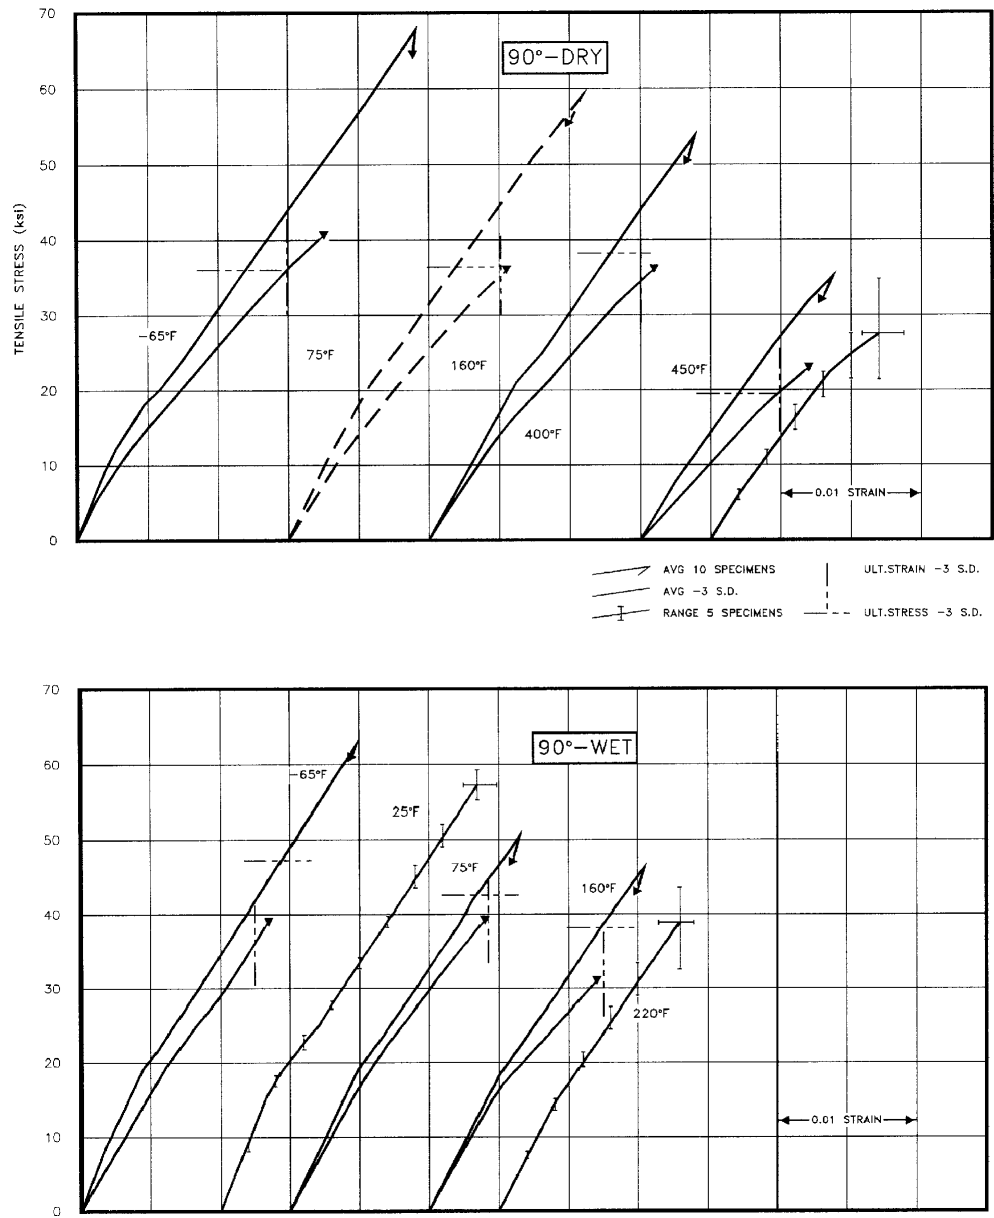 70
90°-DRY
60
50
TENSILE STRESS (ksi)
40
30
-65°F
75°F
160°F
450°F
20
400°F
10
0.01 STRAIN
0
AVG 10 SPECIMENS
ULT.STRAIN -3 S.D.
AVG -3 S.D.
RANGE 5 SPECIMENS
ULT.STRESS -3 S.D.
70
90°-WET
60
-65°F
25°F
50
75°F
160°F
40
30
220°F
20
10
0.01 STRAIN
0